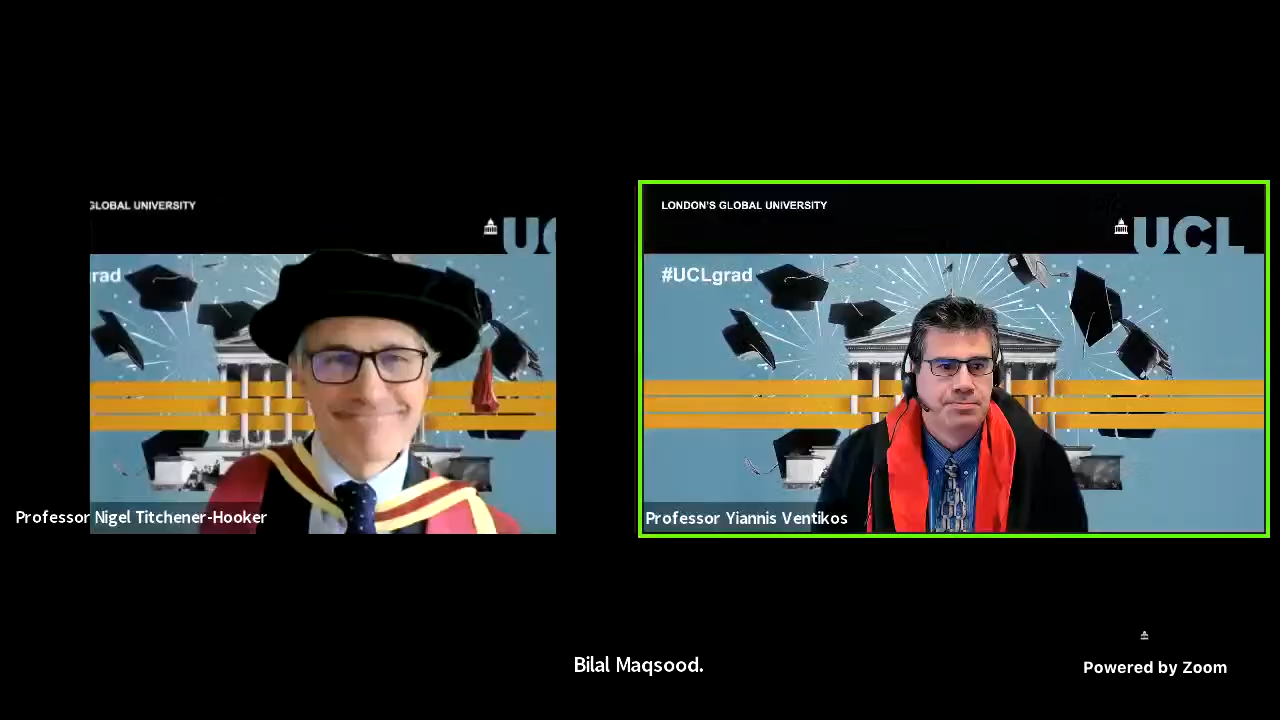 GLOBAL UNIVERSITY
UC
rad
Professor Nigel Titchener-Hooker
LONDON'S GLOBAL UNIVERSITY
UCL
#UCLgrad
Professor Yiannis Ventikos
Bilal Maqsood.
Powered by Zoom